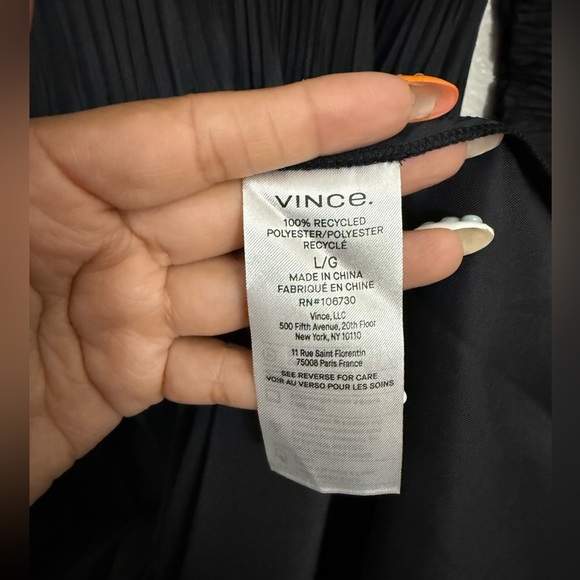 VINCE.
100% RECYCLED
POLYESTER/POLYESTER
RECYCLÉ
L/G
MADE IN CHINA
FABRIQUÉ EN CHINE
RN#106730
Vince, LLC
500 Fifth Avenue, 20th Floor
New York, NY 10110
11 Rue Saint Florentin
75008 Paris France
SEE REVERSE FOR CARE
VOIR AU VERSO POUR LES SOINS